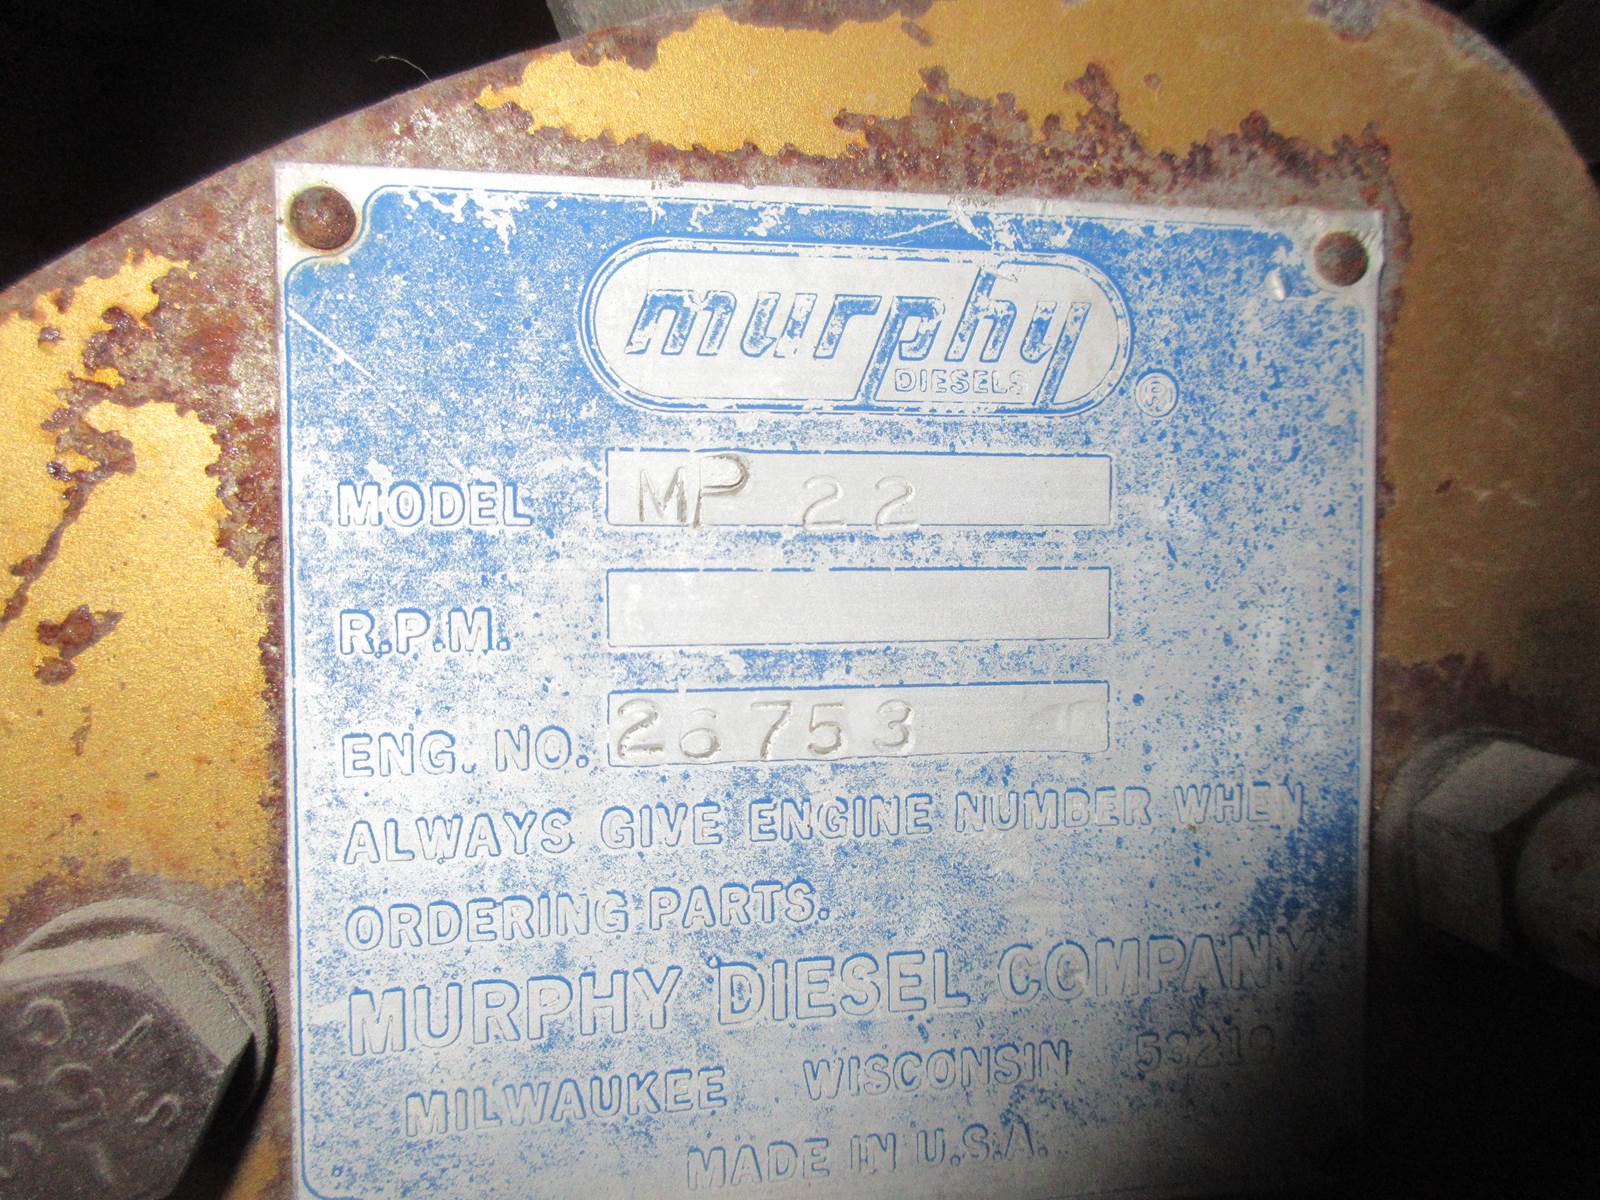 murphy
DIESELS ®
MODEL MP 22
R.P.M.
ENG. NO. 26753
ALWAYS GIVE ENGINE NUMBER WHEN
ORDERING PARTS.
MURPHY DIESEL COMPANY
MILWAUKEE WISCONSIN
MADE IN U.S.A.